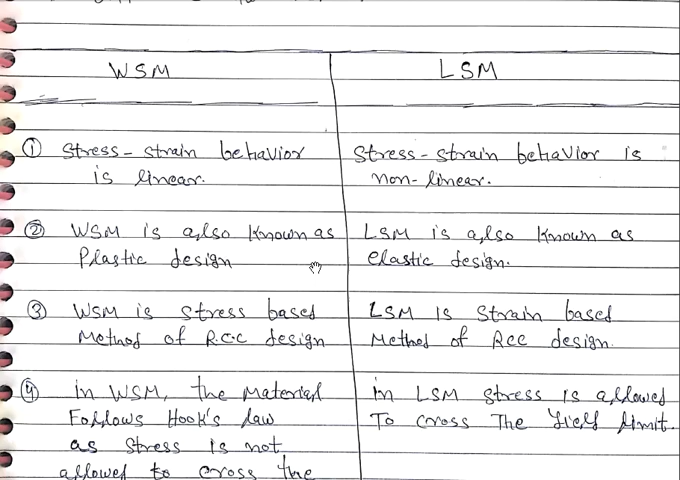 WSM
LSM
① Stress-strain behavior
is linear.
Stress-strain behavior is
non-linear.
② WSM is also known as
Plastic design
LSM is also known as
elastic design.
③ WSM is stress based
Method of R.C.C design
LSM is strain based
Method of RCC design.
④ in WSM, the material
Follows Hook's law
as stress is not
allowed to cross the
in LSM stress is allowed
To cross The yield limit.